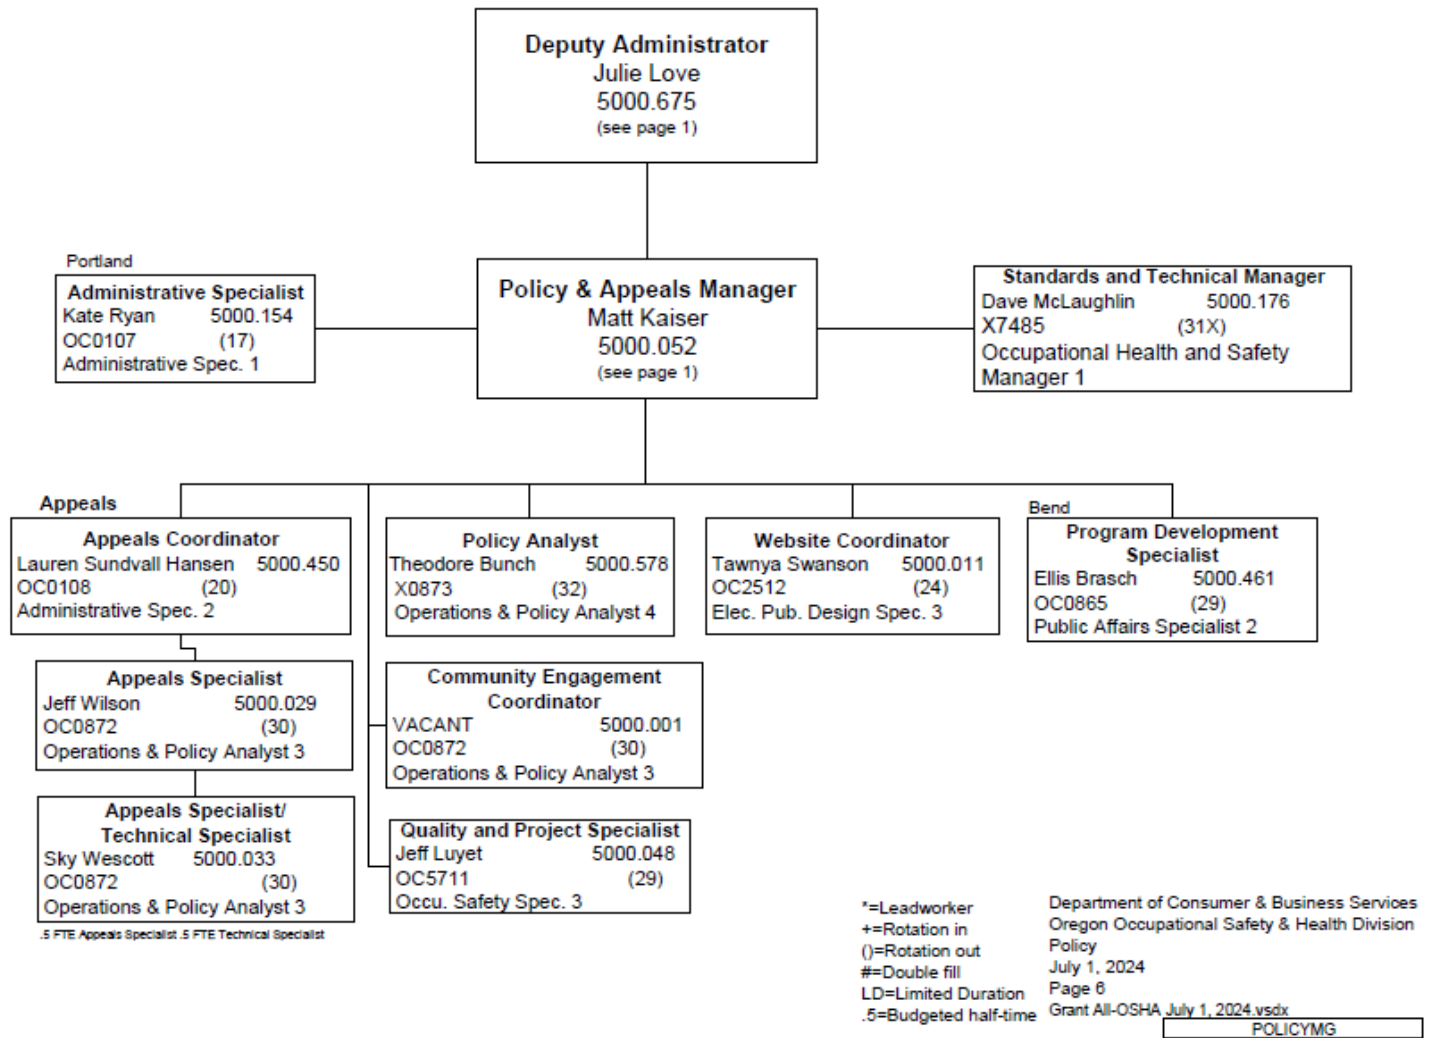 Deputy Administrator
Julie Love
5000.675
(see page 1)
Portland
Administrative Specialist
Kate Ryan 5000.154
OC0107 (17)
Administrative Spec. 1
Policy & Appeals Manager
Matt Kaiser
5000.052
(see page 1)
Standards and Technical Manager
Dave McLaughlin 5000.176
X7485 (31X)
Occupational Health and Safety
Manager 1
Appeals
Appeals Coordinator
Lauren Sundvall Hansen 5000.450
OC0108 (20)
Administrative Spec. 2
Policy Analyst
Theodore Bunch 5000.578
X0873 (32)
Operations & Policy Analyst 4
Website Coordinator
Tawnya Swanson 5000.011
OC2512 (24)
Elec. Pub. Design Spec. 3
Bend
Program Development
Specialist
Ellis Brasch 5000.461
OC0865 (29)
Public Affairs Specialist 2
Appeals Specialist
Jeff Wilson 5000.029
OC0872 (30)
Operations & Policy Analyst 3
Community Engagement
Coordinator
VACANT 5000.001
OC0872 (30)
Operations & Policy Analyst 3
Appeals Specialist/
Technical Specialist
Sky Wescott 5000.033
OC0872 (30)
Operations & Policy Analyst 3
.5 FTE Appeals Specialist .5 FTE Technical Specialist
Quality and Project Specialist
Jeff Luyet 5000.048
OC5711 (29)
Occu. Safety Spec. 3
*=Leadworker
+=Rotation in
()=Rotation out
#=Double fill
LD=Limited Duration
.5=Budgeted half-time
Department of Consumer & Business Services
Oregon Occupational Safety & Health Division
Policy
July 1, 2024
Page 6
Grant All-OSHA July 1, 2024.vsdx
POLICYMG